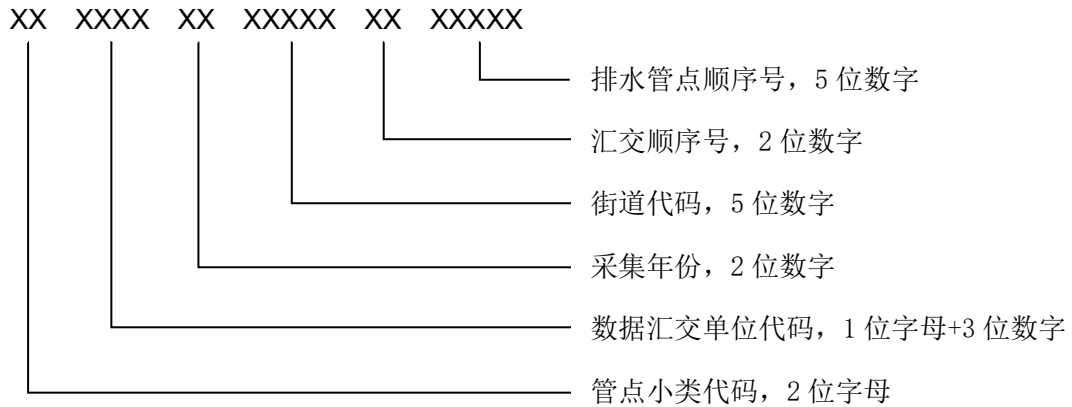 XX XXXX XX XXXXX XX XXXXX
排水管点顺序号，5 位数字
汇交顺序号，2 位数字
街道代码，5 位数字
采集年份，2 位数字
数据汇交单位代码，1 位字母+3 位数字
管点小类代码，2 位字母